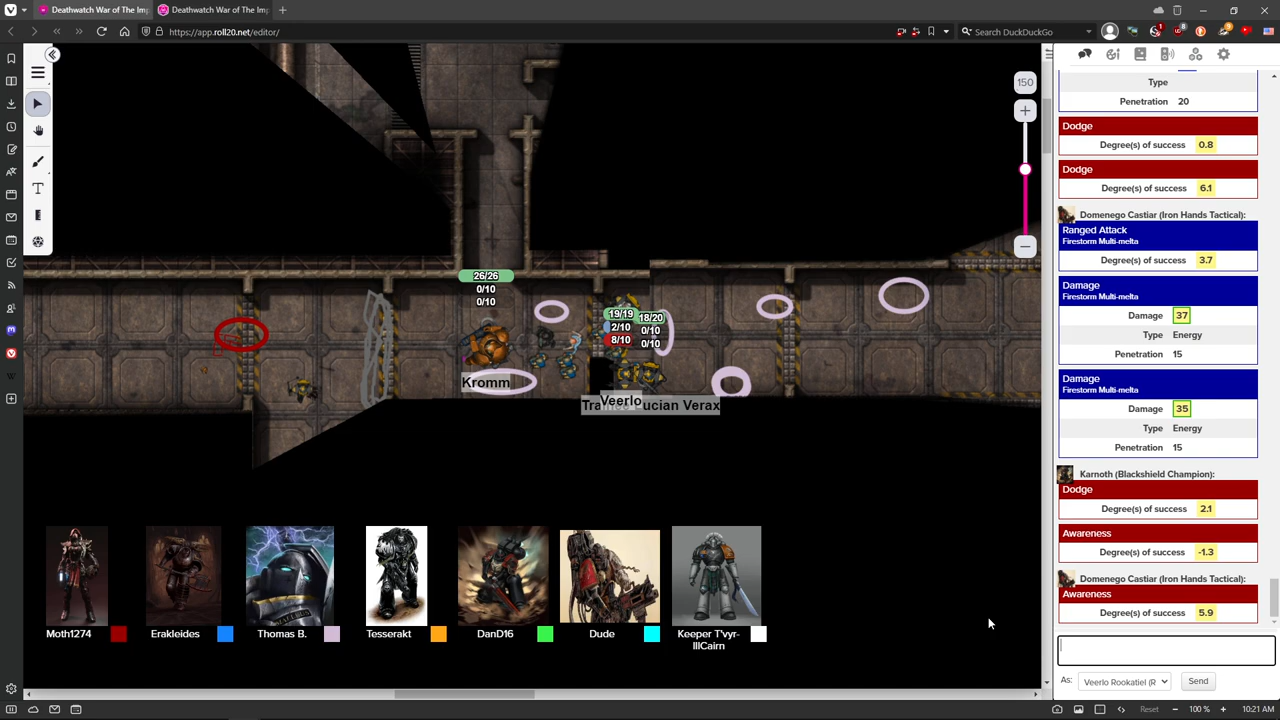 Deathwatch War of The Imp
Deathwatch War of The Imp
https://app.roll20.net/editor/
Search DuckDuckGo
150
26/26
0/10
0/10
19/19
2/10
8/10
18/20
0/10
0/10
Kromm
Veerlo
ucian Verax
Moth1274
Erakleides
Thomas B.
Tesserakt
DanD16
Dude
Keeper T'vyr-
IllCairn
Type
Penetration 20
Dodge
Degree(s) of success 0.8
Dodge
Degree(s) of success 6.1
Domenego Castiar (Iron Hands Tactical):
Ranged Attack
Firestorm Multi-melta
Degree(s) of success 3.7
Damage
Firestorm Multi-melta
Damage 37
Type Energy
Penetration 15
Damage
Firestorm Multi-melta
Damage 35
Type Energy
Penetration 15
Karnoth (Blackshield Champion):
Dodge
Degree(s) of success 2.1
Awareness
Degree(s) of success -1.3
Domenego Castiar (Iron Hands Tactical):
Awareness
Degree(s) of success 5.9
As: Veerlo Rookatiel (R Send
Reset 100 % 10:21 AM